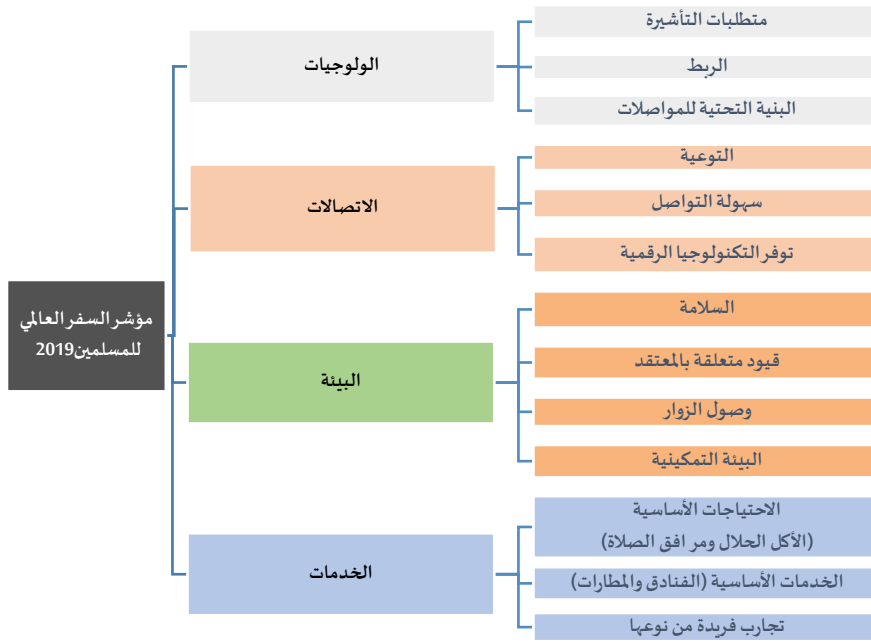 مؤشر السفر العالمي
للمسلمين2019
الولوجيات
متطلبات التأشيرة
الربط
البنية التحتية للمواصلات
الاتصالات
التوعية
سهولة التواصل
توفر التكنولوجيا الرقمية
البيئة
السلامة
قيود متعلقة بالمعتقد
وصول الزوار
البيئة التمكينية
الخدمات
الاحتياجات الأساسية
(الأكل الحلال ومرافق الصلاة)
الخدمات الأساسية (الفنادق والمطارات)
تجارب فريدة من نوعها